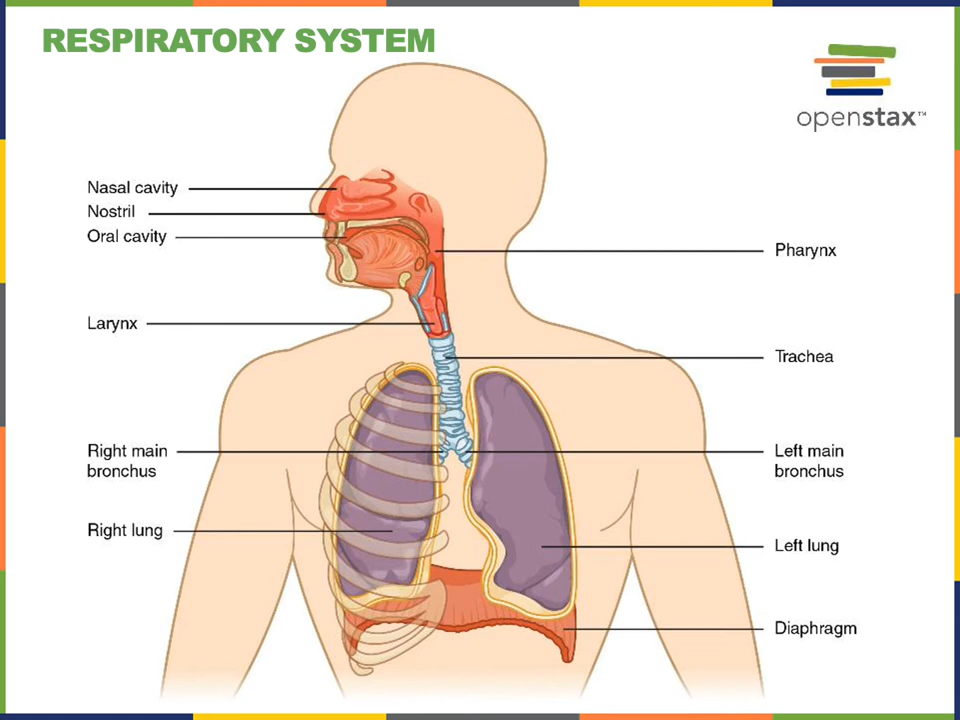 RESPIRATORY SYSTEM
openstax™
Nasal cavity
Nostril
Oral cavity
Larynx
Right main
bronchus
Right lung
Pharynx
Trachea
Left main
bronchus
Left lung
Diaphragm